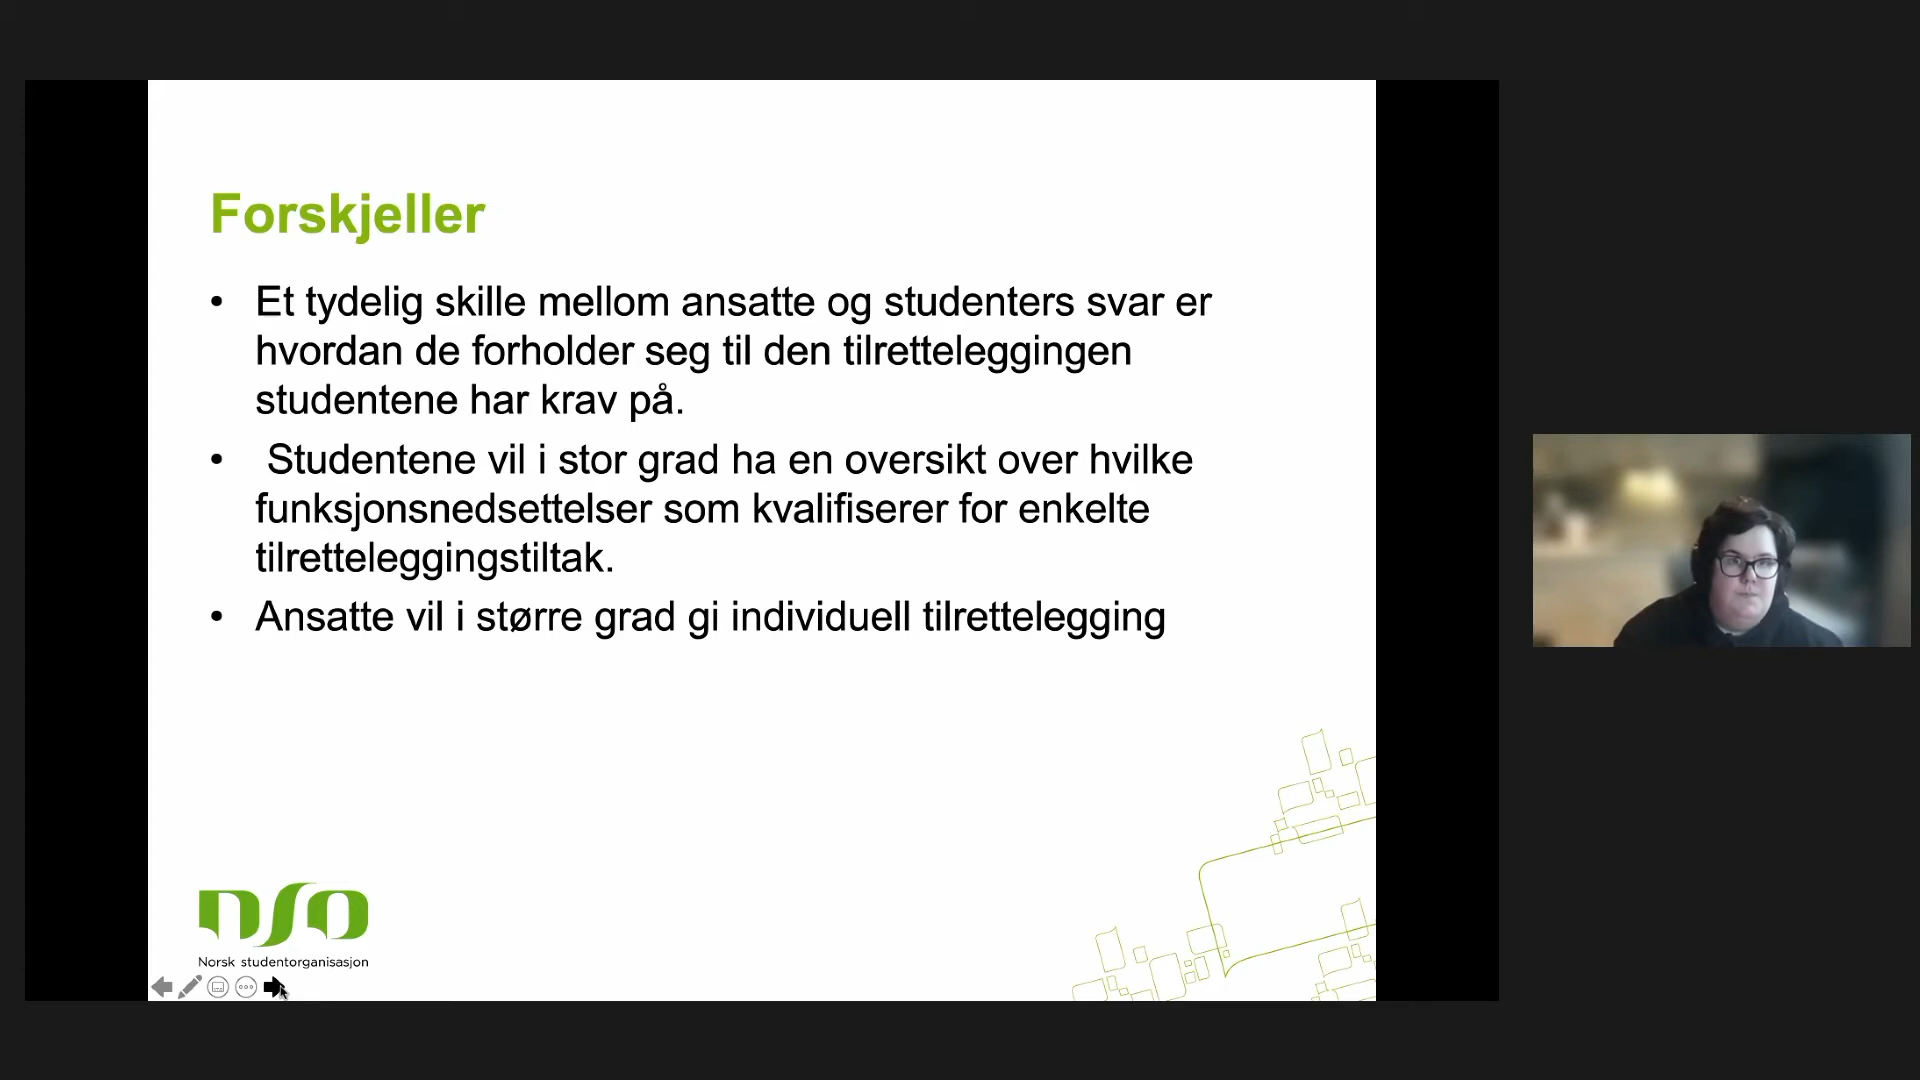 Forskjeller
• Et tydelig skille mellom ansatte og studenters svar er
hvordan de forholder seg til den tilretteleggingen
studentene har krav på.
• Studentene vil i stor grad ha en oversikt over hvilke
funksjonsnedsettelser som kvalifiserer for enkelte
tilretteleggingstiltak.
• Ansatte vil i større grad gi individuell tilrettelegging
nso
Norsk studentorganisasjon